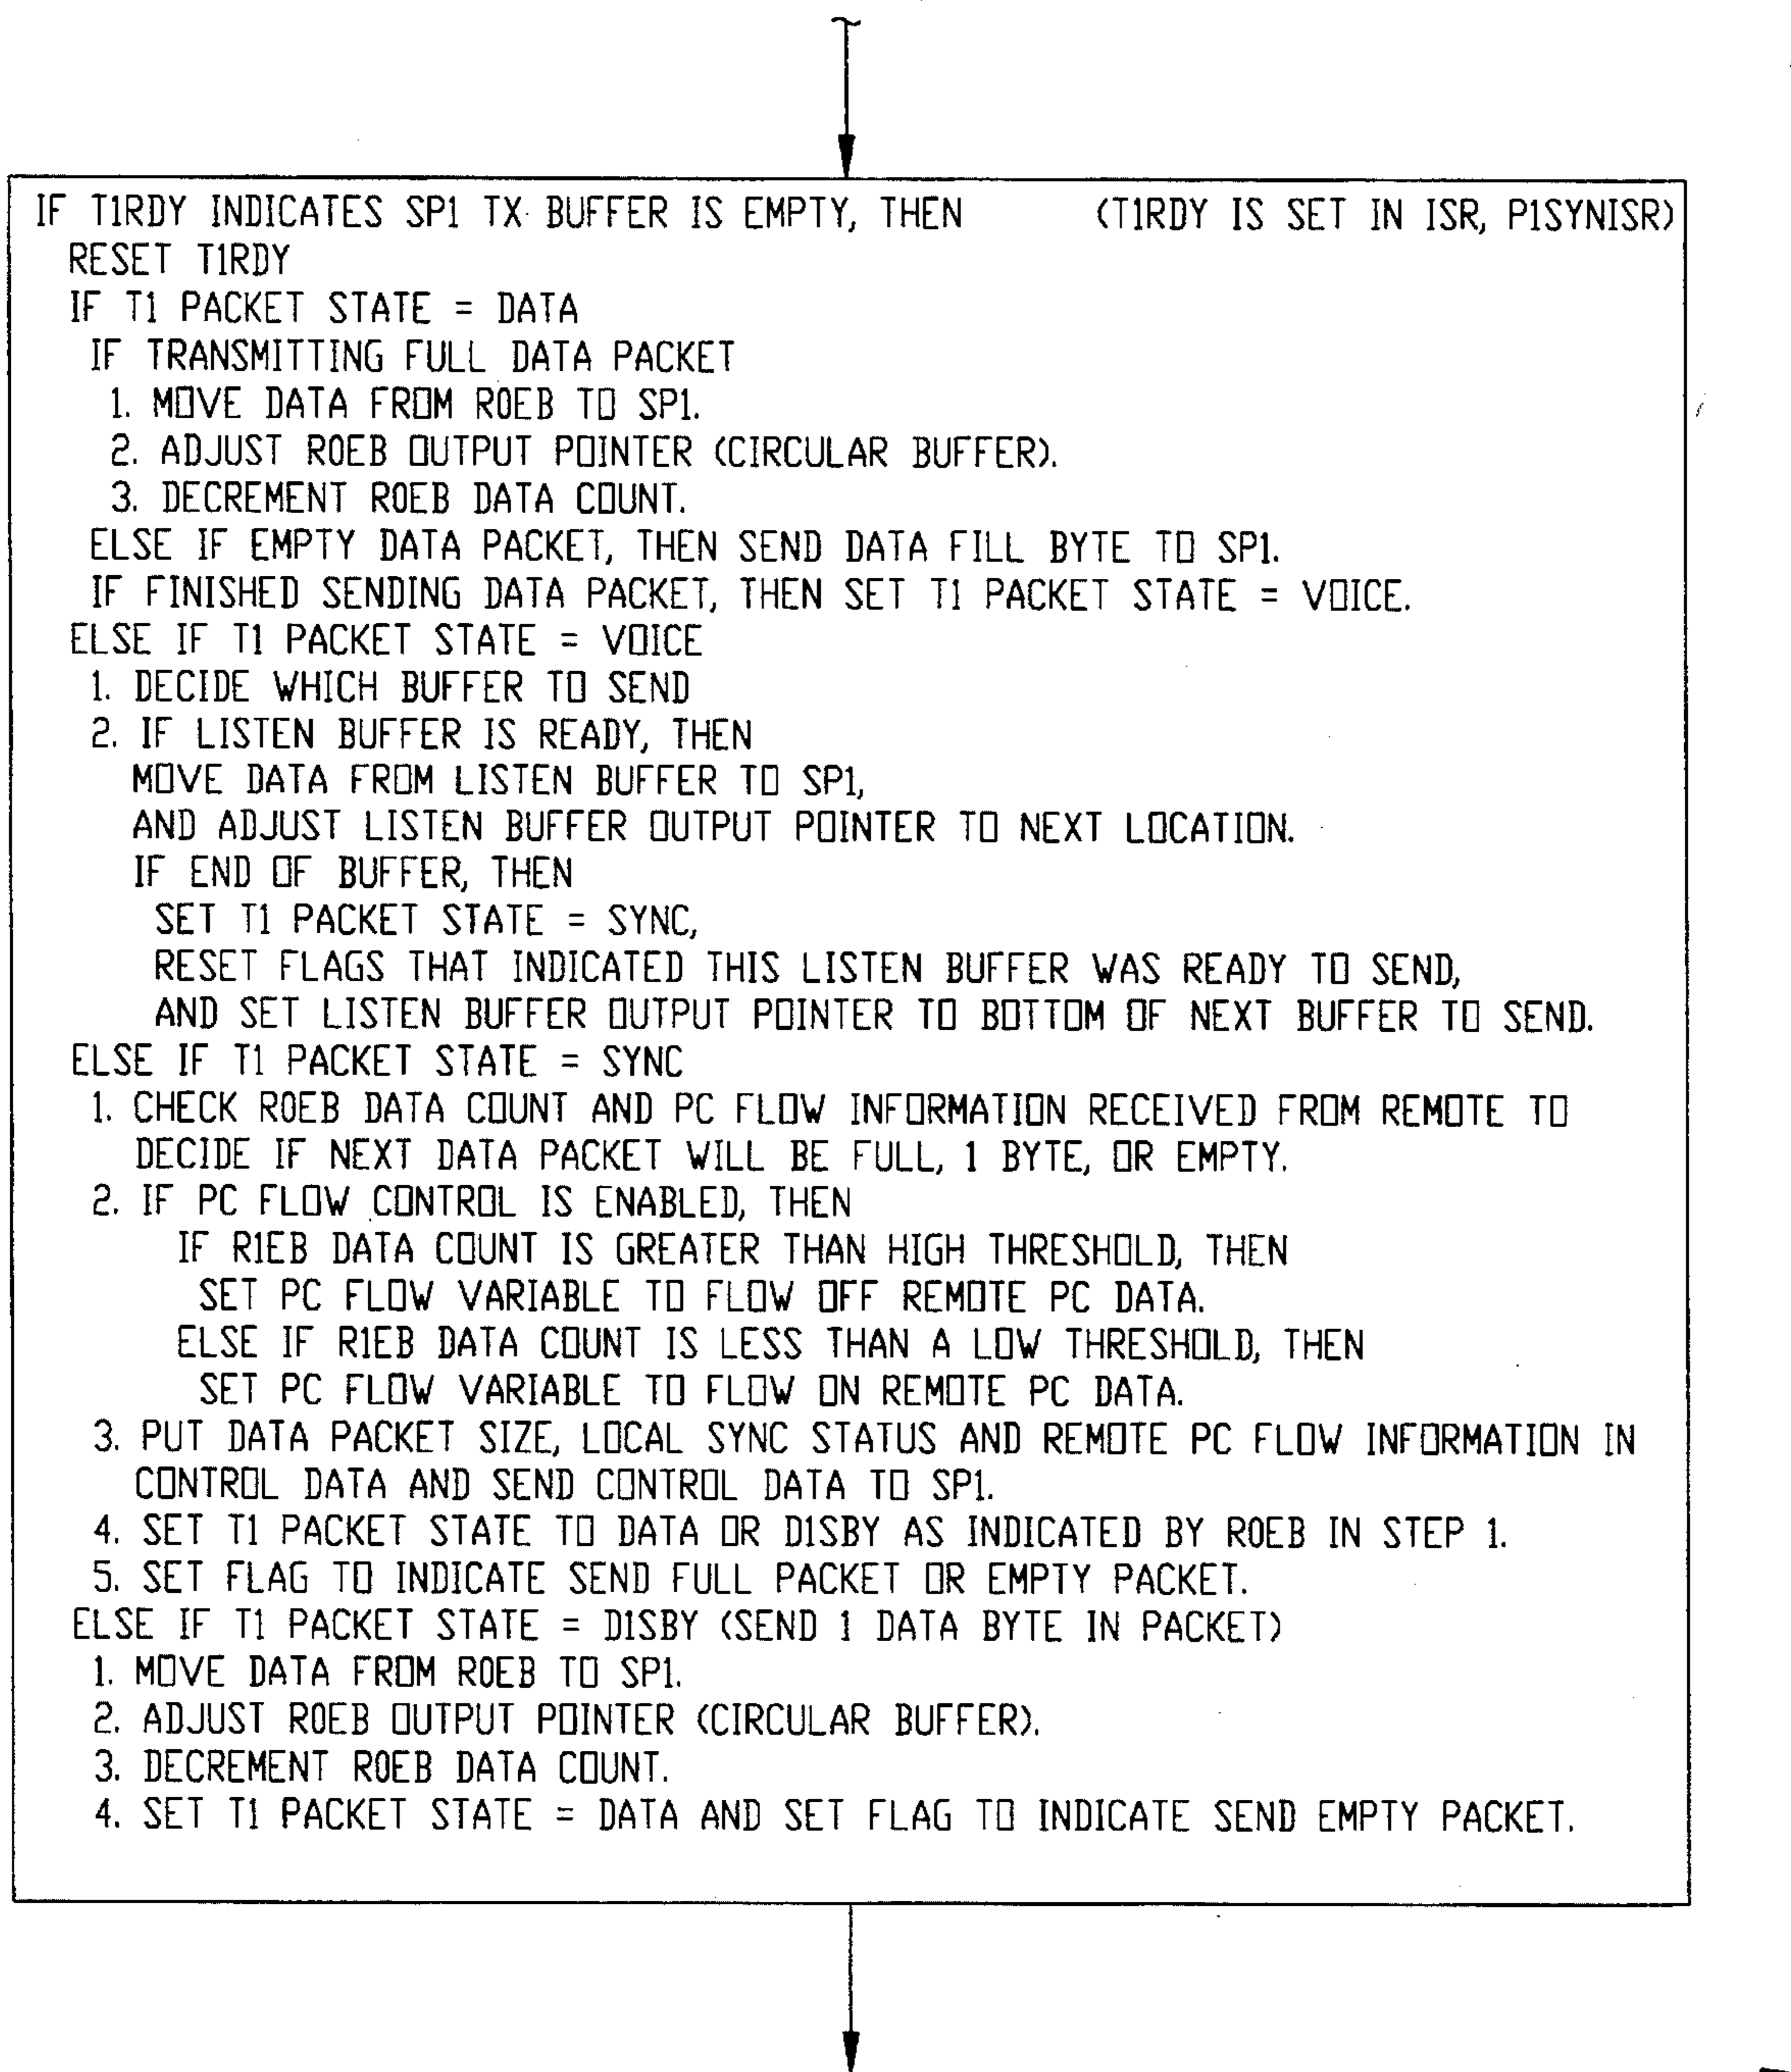 IF T1RDY INDICATES SP1 TX BUFFER IS EMPTY, THEN (T1RDY IS SET IN ISR, P1SYNISR)
RESET T1RDY
IF T1 PACKET STATE = DATA
IF TRANSMITTING FULL DATA PACKET
1. MOVE DATA FROM R0EB TO SP1.
2. ADJUST R0EB OUTPUT POINTER (CIRCULAR BUFFER).
3. DECREMENT R0EB DATA COUNT.
ELSE IF EMPTY DATA PACKET, THEN SEND DATA FILL BYTE TO SP1.
IF FINISHED SENDING DATA PACKET, THEN SET T1 PACKET STATE = VOICE.
ELSE IF T1 PACKET STATE = VOICE
1. DECIDE WHICH BUFFER TO SEND
2. IF LISTEN BUFFER IS READY, THEN
MOVE DATA FROM LISTEN BUFFER TO SP1,
AND ADJUST LISTEN BUFFER OUTPUT POINTER TO NEXT LOCATION.
IF END OF BUFFER, THEN
SET T1 PACKET STATE = SYNC,
RESET FLAGS THAT INDICATED THIS LISTEN BUFFER WAS READY TO SEND,
AND SET LISTEN BUFFER OUTPUT POINTER TO BOTTOM OF NEXT BUFFER TO SEND.
ELSE IF T1 PACKET STATE = SYNC
1. CHECK R0EB DATA COUNT AND PC FLOW INFORMATION RECEIVED FROM REMOTE TO
DECIDE IF NEXT DATA PACKET WILL BE FULL, 1 BYTE, OR EMPTY.
2. IF PC FLOW CONTROL IS ENABLED, THEN
IF R1EB DATA COUNT IS GREATER THAN HIGH THRESHOLD, THEN
SET PC FLOW VARIABLE TO FLOW OFF REMOTE PC DATA.
ELSE IF R1EB DATA COUNT IS LESS THAN A LOW THRESHOLD, THEN
SET PC FLOW VARIABLE TO FLOW ON REMOTE PC DATA.
3. PUT DATA PACKET SIZE, LOCAL SYNC STATUS AND REMOTE PC FLOW INFORMATION IN
CONTROL DATA AND SEND CONTROL DATA TO SP1.
4. SET T1 PACKET STATE TO DATA OR D1SBY AS INDICATED BY R0EB IN STEP 1.
5. SET FLAG TO INDICATE SEND FULL PACKET OR EMPTY PACKET.
ELSE IF T1 PACKET STATE = D1SBY (SEND 1 DATA BYTE IN PACKET)
1. MOVE DATA FROM R0EB TO SP1.
2. ADJUST R0EB OUTPUT POINTER (CIRCULAR BUFFER).
3. DECREMENT R0EB DATA COUNT.
4. SET T1 PACKET STATE = DATA AND SET FLAG TO INDICATE SEND EMPTY PACKET.